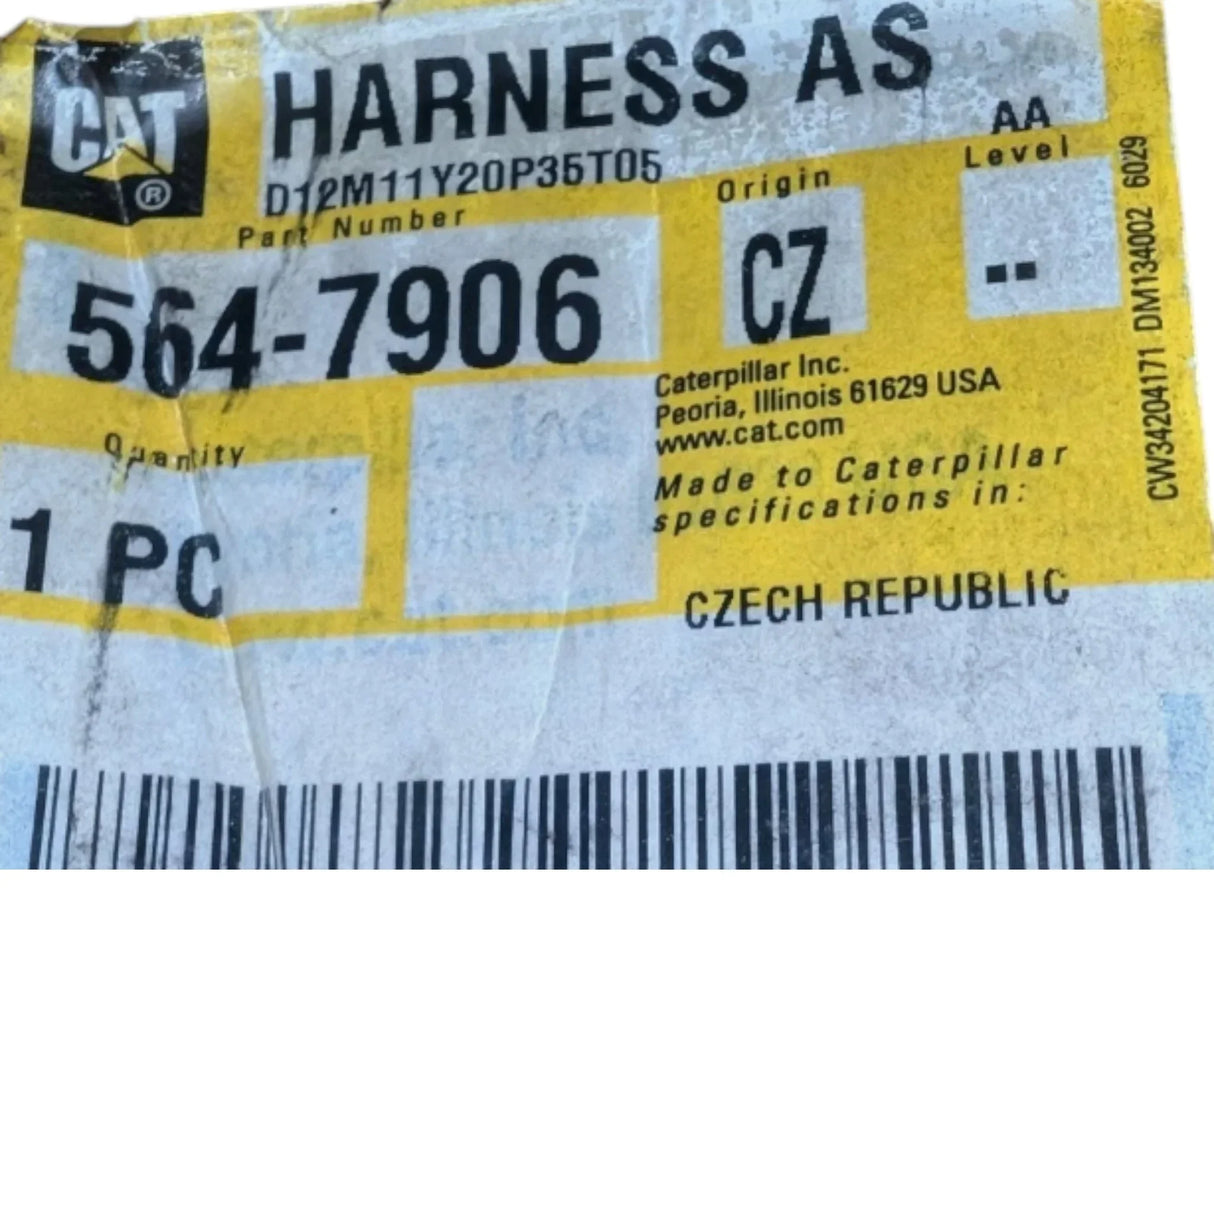 CAT
®
HARNESS AS
D12M11Y20P35T05
Part Number
564-7906
Origin
CZ
AA
Level
--
Quantity
1 PC
Caterpillar Inc.
Peoria, Illinois 61629 USA
www.cat.com
Made to Caterpillar
specifications in:
CZECH REPUBLIC
CW34204171 DM134002 6029